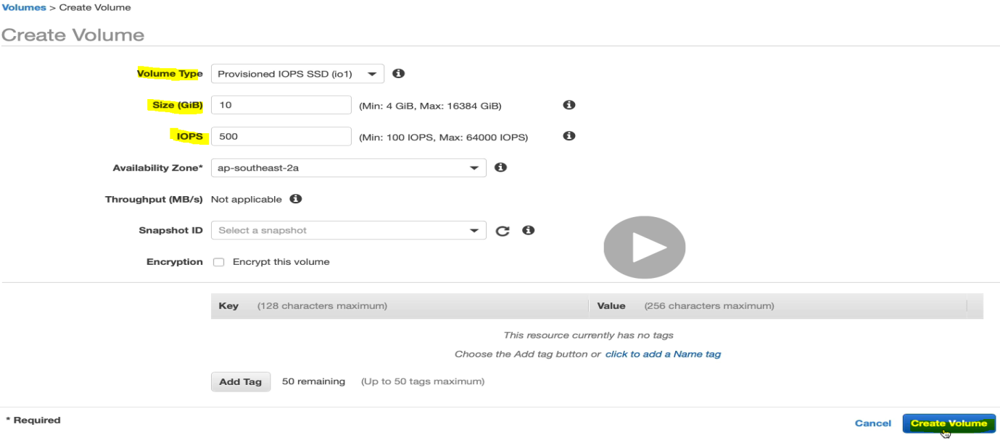 Volumes > Create Volume
Create Volume
Volume Type Provisioned IOPS SSD (io1)
Size (GiB) 10 (Min: 4 GiB, Max: 16384 GiB)
IOPS 500 (Min: 100 IOPS, Max: 64000 IOPS)
Availability Zone* ap-southeast-2a
Throughput (MB/s) Not applicable
Snapshot ID Select a snapshot
Encryption Encrypt this volume
Key (128 characters maximum) Value (256 characters maximum)
This resource currently has no tags
Choose the Add tag button or click to add a Name tag
Add Tag 50 remaining (Up to 50 tags maximum)
* Required
Cancel Create Volume